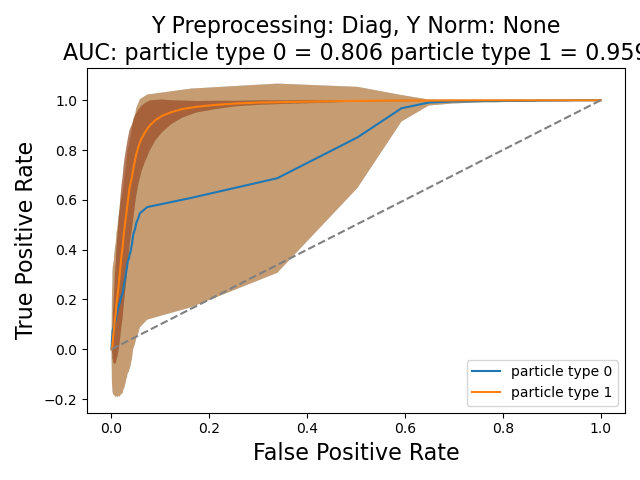 Y Preprocessing: Diag, Y Norm: None
AUC: particle type 0 = 0.806 particle type 1 = 0.959
True Positive Rate
1.0
0.8
0.6
0.4
0.2
0.0
−0.2
particle type 0
particle type 1
0.0 0.2 0.4 0.6 0.8 1.0
False Positive Rate